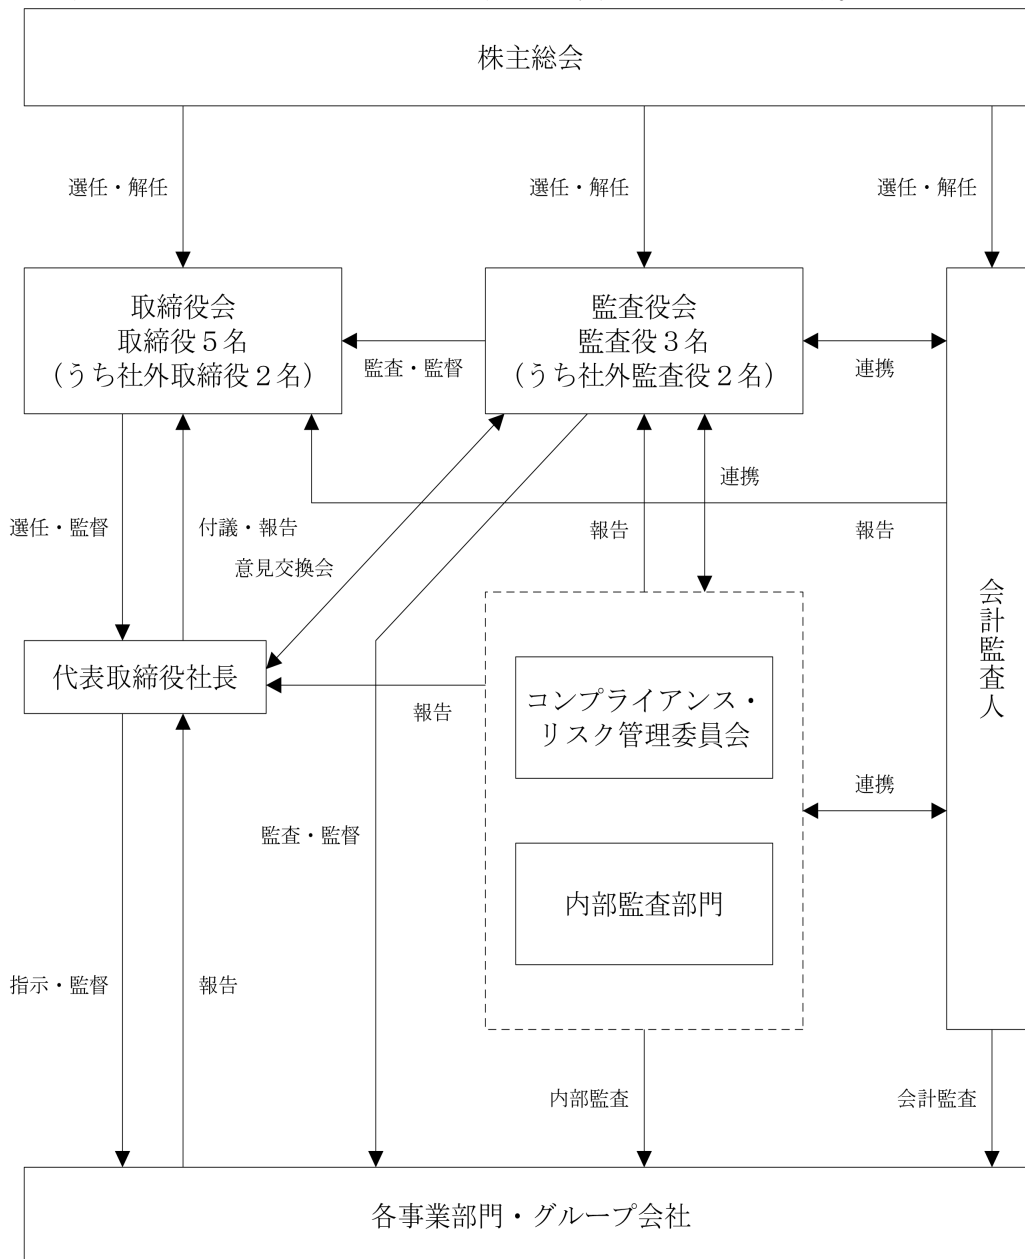 株主総会
選任・解任
選任・解任
選任・解任
取締役会
取締役５名
（うち社外取締役２名）
監査・監督
監査役会
監査役３名
（うち社外監査役２名）
連携
連携
選任・監督
付議・報告
意見交換会
報告
報告
会計監査人
代表取締役社長
報告
コンプライアンス・
リスク管理委員会
連携
監査・監督
内部監査部門
指示・監督
報告
内部監査
会計監査
各事業部門・グループ会社